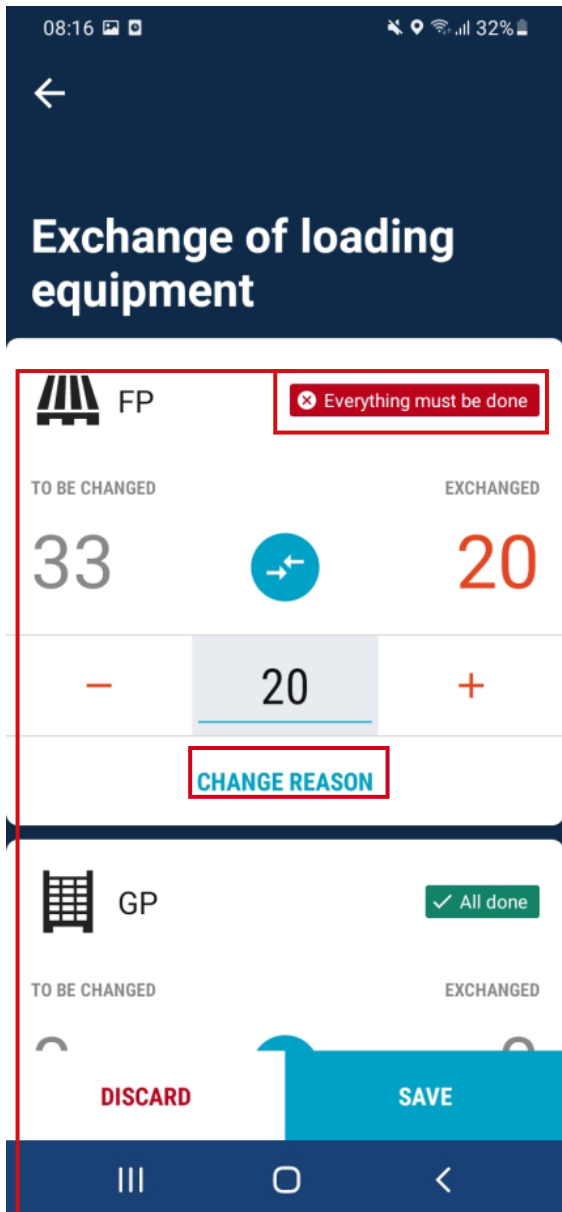 08:16 32%
Exchange of loading
equipment
FP Everything must be done
TO BE CHANGED EXCHANGED
33 20
− 20 +
CHANGE REASON
GP All done
TO BE CHANGED EXCHANGED
DISCARD SAVE